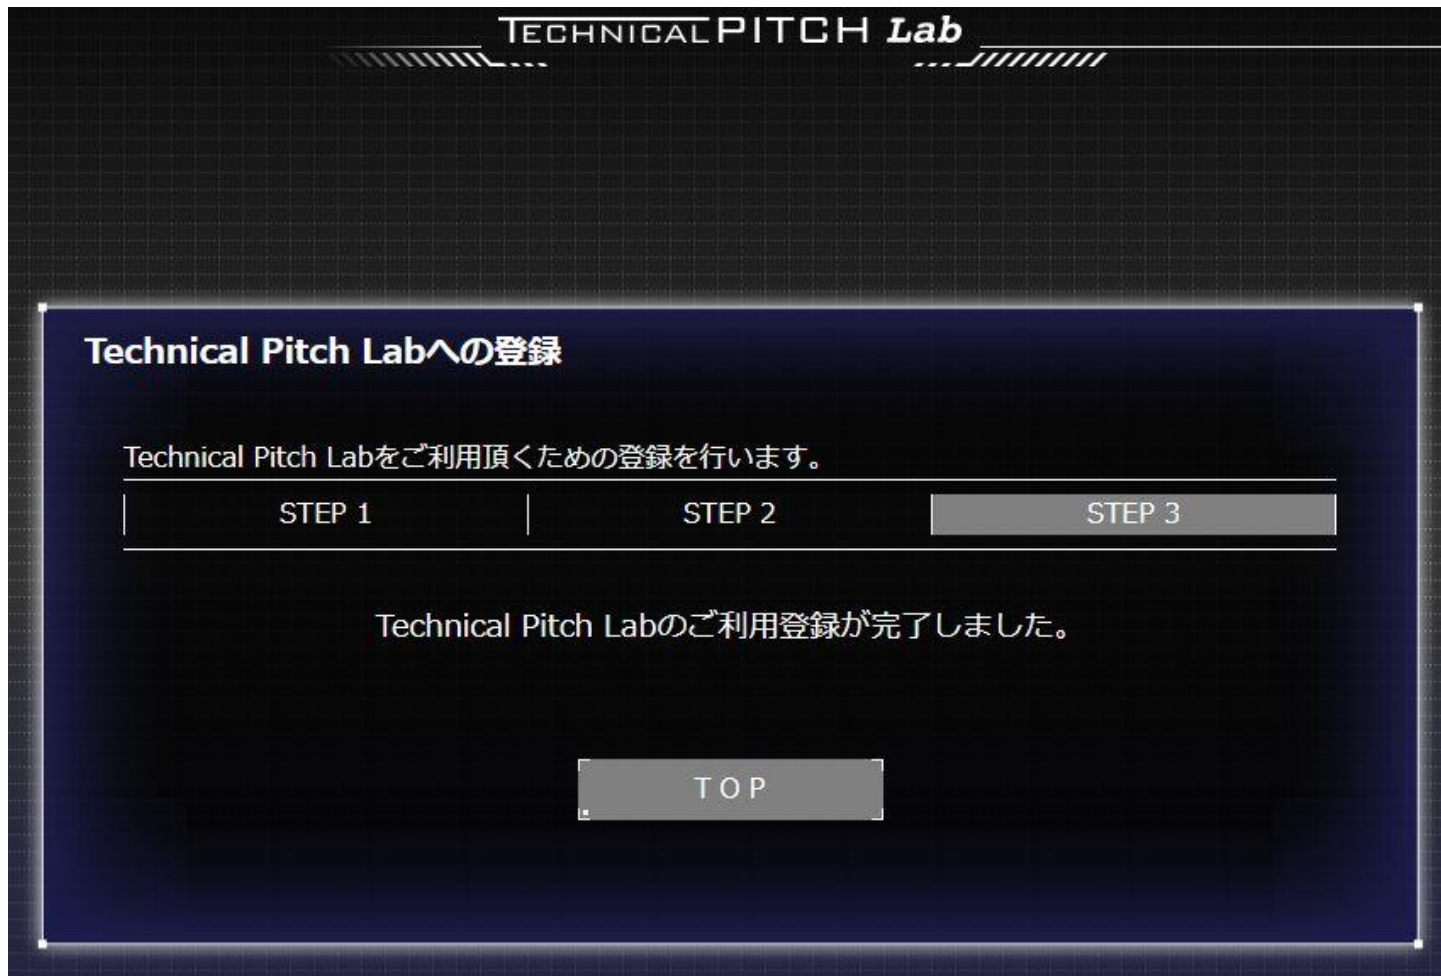 TECHNICAL PITCH Lab
Technical Pitch Labへの登録
Technical Pitch Labをご利用頂くための登録を行います。
STEP 1 STEP 2 STEP 3
Technical Pitch Labのご利用登録が完了しました。
TOP